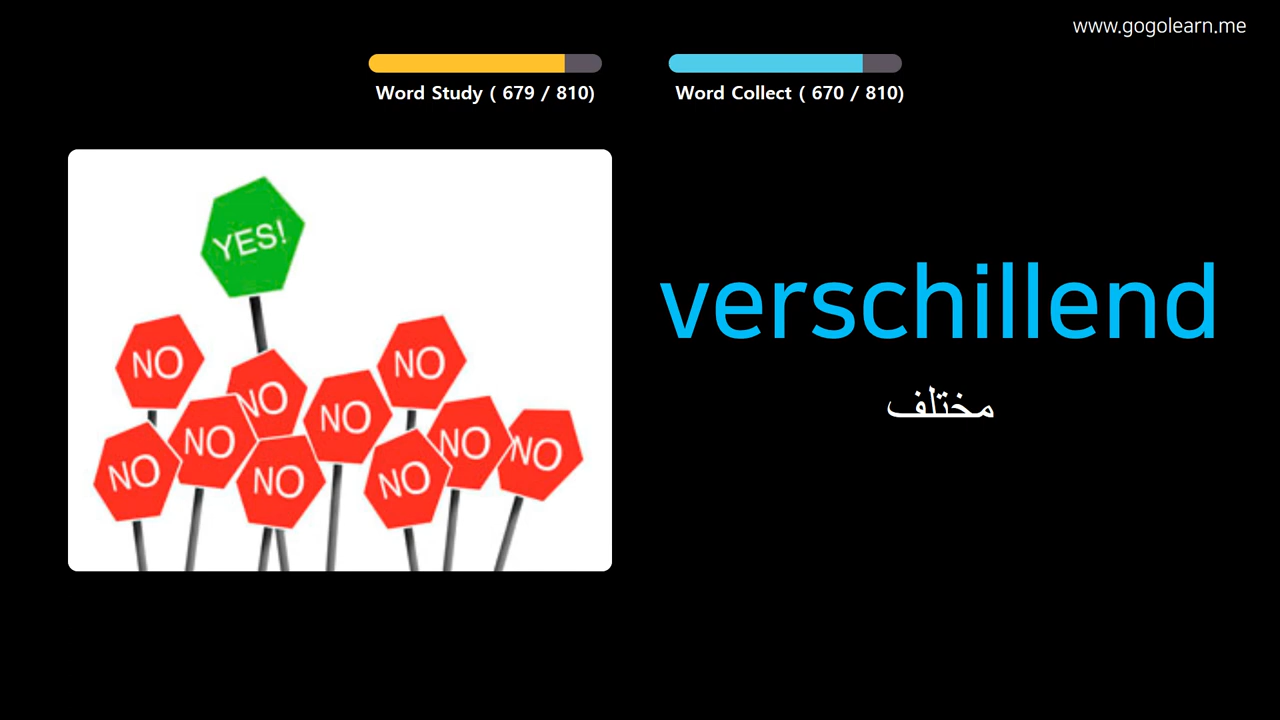 www.gogolearn.me
Word Study ( 679 / 810)
Word Collect ( 670 / 810)
YES!
NO
NO
NO
NO
NO
NO
NO
NO
NO
NO
verschillend
مختلف